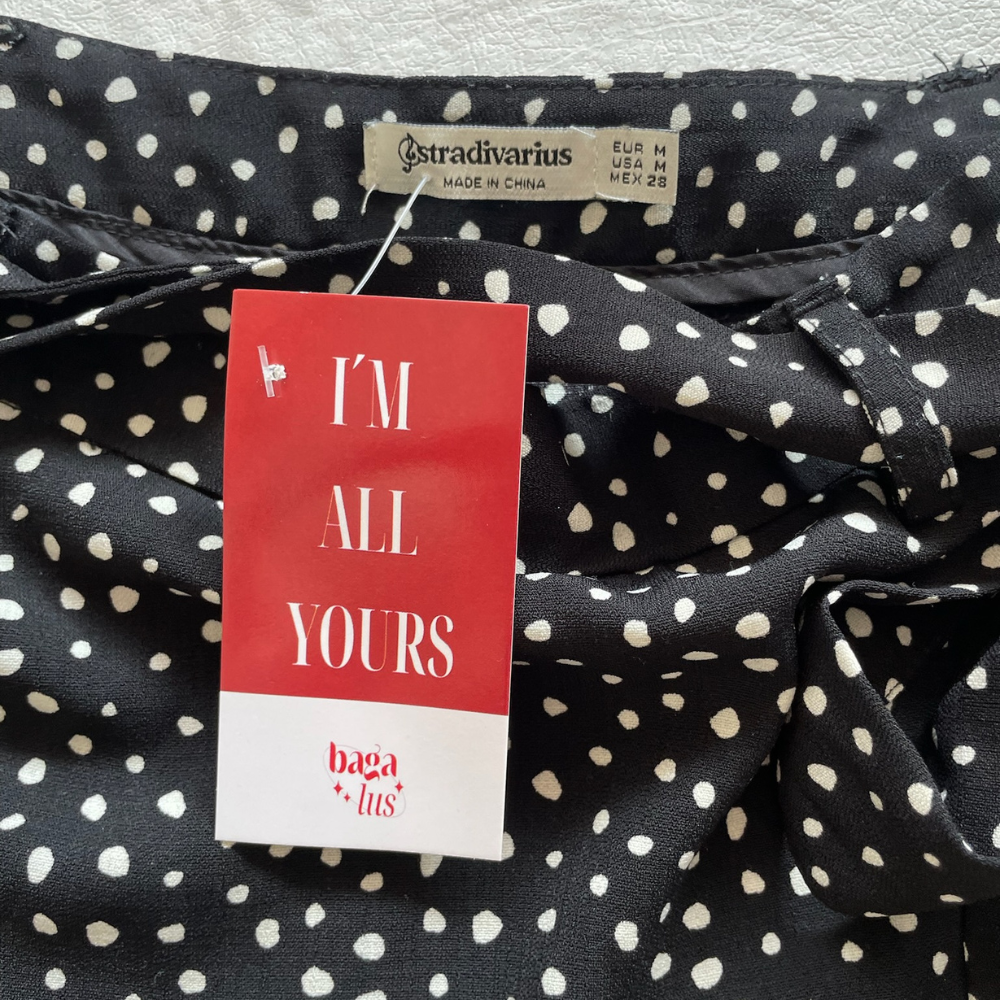 stradivarius
MADE IN CHINA
EUR M
USA M
MEX 28
I´M
ALL
YOURS
baga
lus